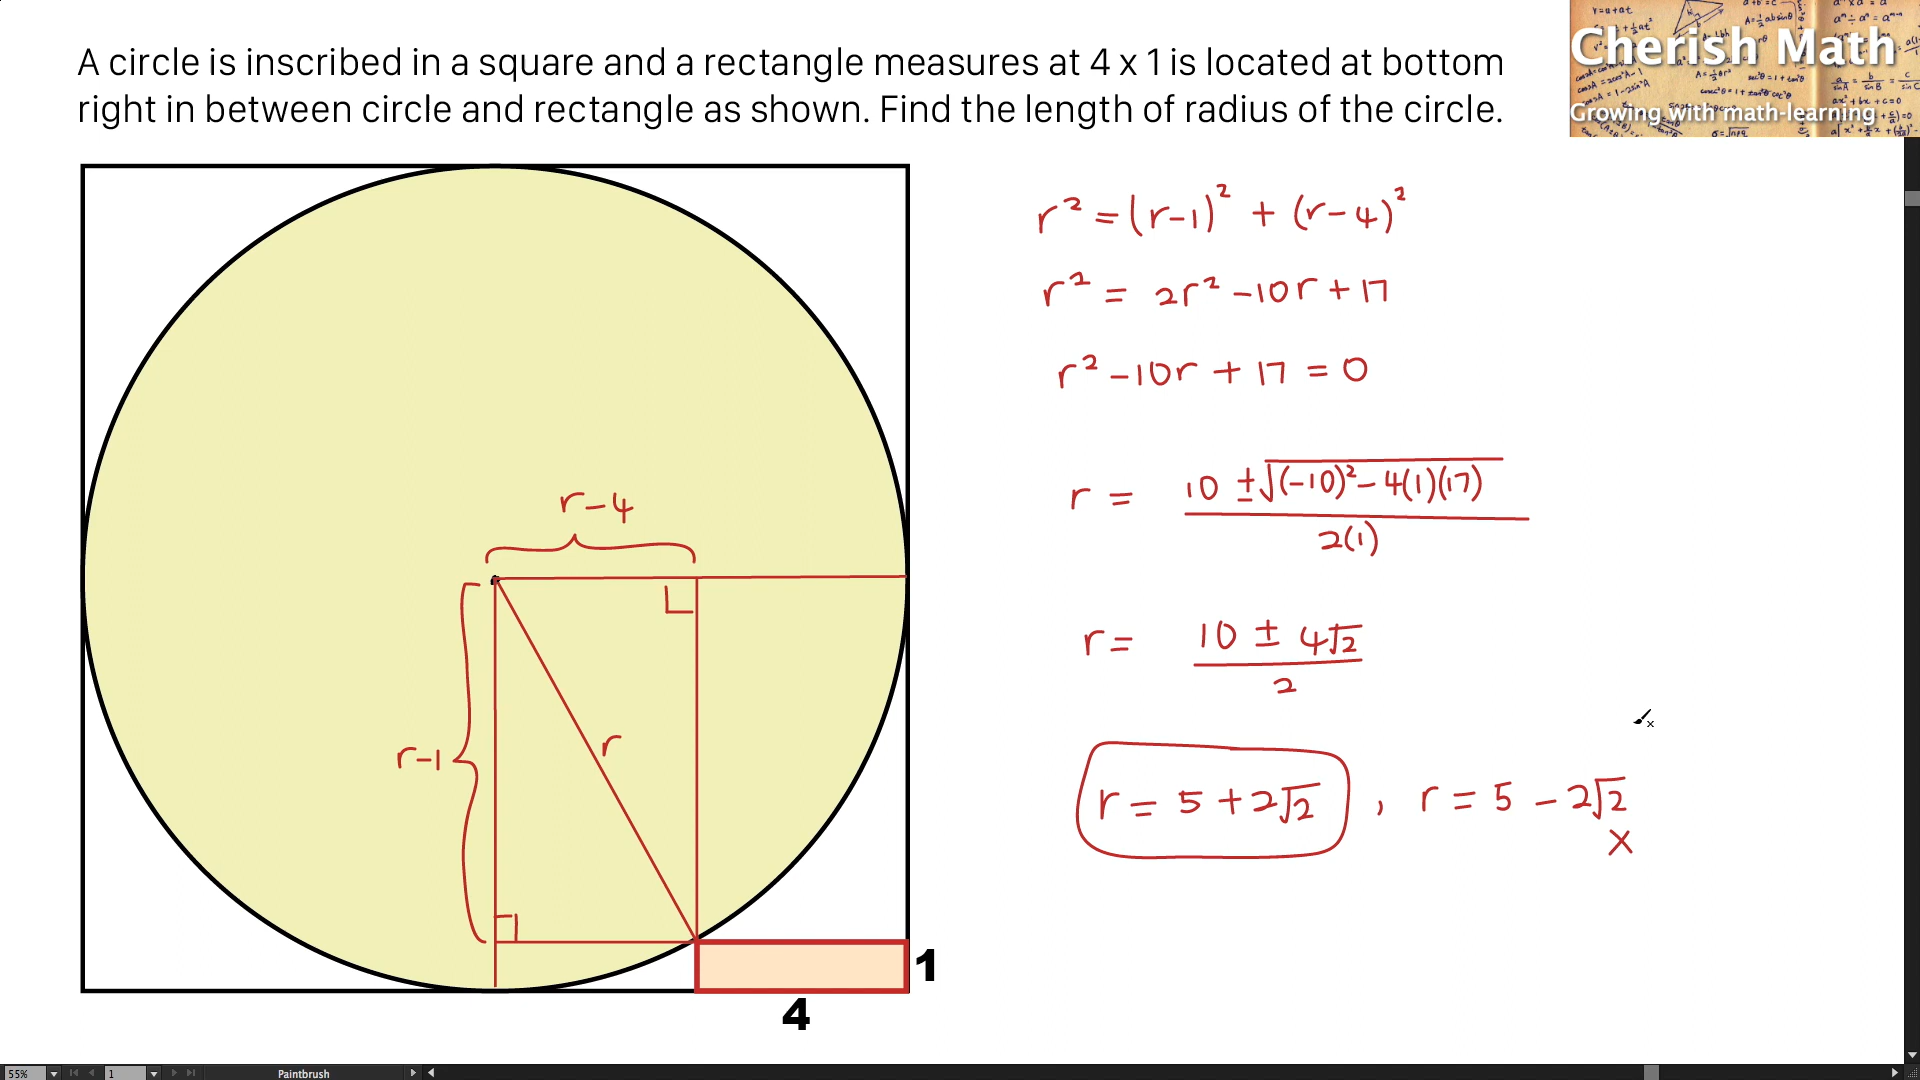 A circle is inscribed in a square and a rectangle measures at 4 x 1 is located at bottom
right in between circle and rectangle as shown. Find the length of radius of the circle.
Cherish Math
Growing with math-learning
r² = (r-1)² + (r-4)²
r² = 2r² -10r + 17
r² -10r + 17 = 0
r = 10 ±√(-10)² - 4(1)(17)
2(1)
r = 10 ± 4√2
2
r = 5 + 2√2 , r = 5 - 2√2
X
r-4
r-1
r
1
4
55%
1
Paintbrush